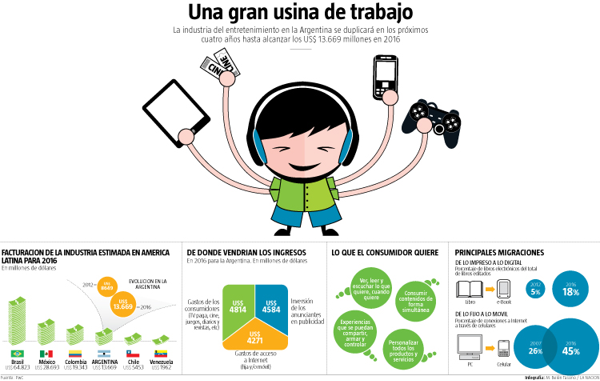 Una gran usina de trabajo
La industria del entretenimiento en la Argentina se duplicará en los próximos
cuatro años hasta alcanzar los US$ 13.669 millones en 2016
CINE
CINE
FACTURACION DE LA INDUSTRIA ESTIMADA EN AMERICA
LATINA PARA 2016
En millones de dólares
2012
US$
EVOLUCION EN LA
ARGENTINA
US$
13.669
2016
Brasil
US$ 64.823
México
US$ 28.693
Colombia
US$ 19.343
ARGENTINA
US$ 13.669
Chile
US$ 5453
Venezuela
US$ 1962
DE DONDE VENDRIAN LOS INGRESOS
En 2016 para la Argentina. En millones de dólares
Gastos de los
consumidores
(TV paga, cine,
juegos, diarios y
revistas, etc)
US$
4814
US$
4584
US$
4271
Inversión
de los
anunciantes
en publicidad
Gastos de acceso
a Internet
(fija y/o móvil)
LO QUE EL CONSUMIDOR QUIERE
Ver, leer y
escuchar lo que
quiere, cuando
quiere
Consumir
contenidos de
forma
simultánea
Experiencias
que se puedan
compartir,
armar y
controlar
Personalizar
todos los
productos y
servicios
PRINCIPALES MIGRACIONES
DE LO IMPRESO A LO DIGITAL
Porcentaje de libros electrónicos del total
de libros editados
Libro
e-Book
2012
5%
2016
18%
DE LO FIJO A LO MOVIL
Porcentaje de conexiones a Internet
a través de celulares
PC
Celular
2012
26%
2016
45%
Fuente: PwC
Infografía:
/ LA NACION